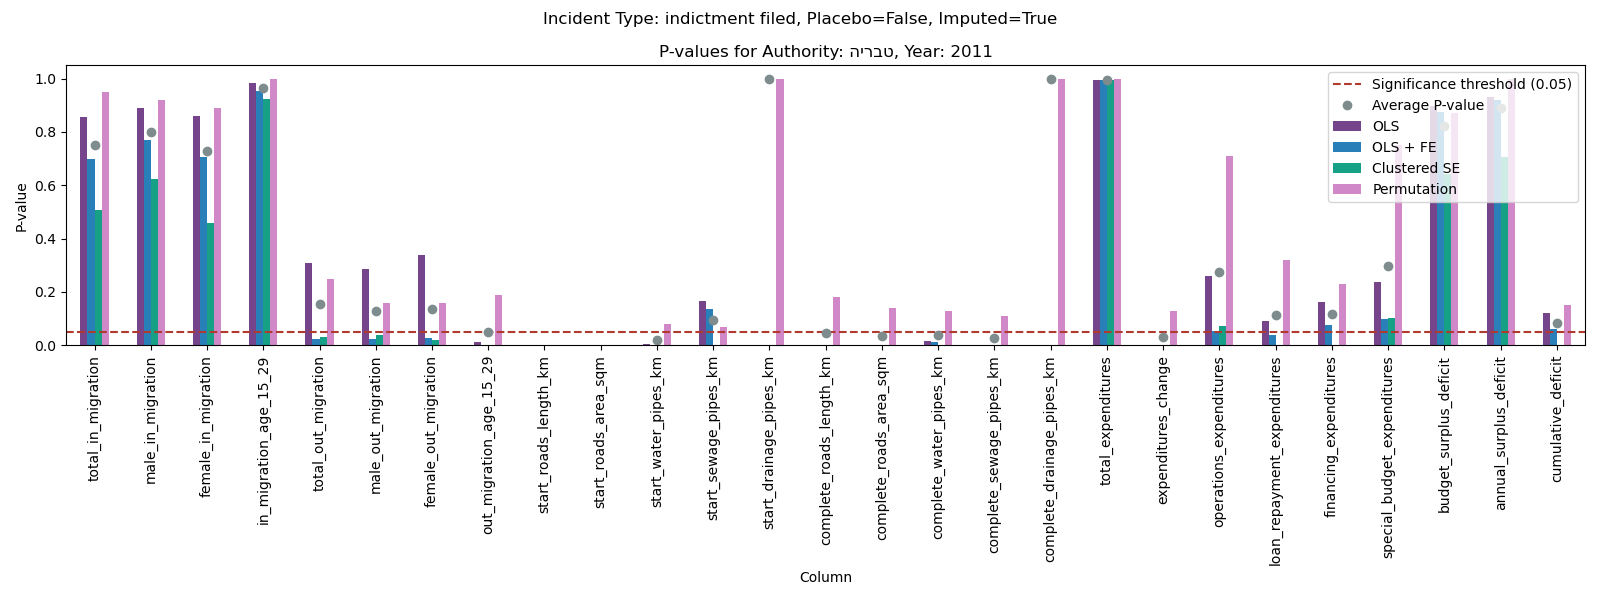 Incident Type: indictment filed, Placebo=False, Imputed=True
P-values for Authority: טבריה, Year: 2011
P-value
1.0
0.8
0.6
0.4
0.2
0.0
Significance threshold (0.05)
Average P-value
OLS
OLS + FE
Clustered SE
Permutation
total_in_migration
male_in_migration
female_in_migration
in_migration_age_15_29
total_out_migration
male_out_migration
female_out_migration
out_migration_age_15_29
start_roads_length_km
start_roads_area_sqm
start_water_pipes_km
start_sewage_pipes_km
start_drainage_pipes_km
complete_roads_length_km
complete_roads_area_sqm
complete_water_pipes_km
complete_sewage_pipes_km
complete_drainage_pipes_km
total_expenditures
expenditures_change
operations_expenditures
loan_repayment_expenditures
financing_expenditures
special_budget_expenditures
budget_surplus_deficit
annual_surplus_deficit
cumulative_deficit
Column